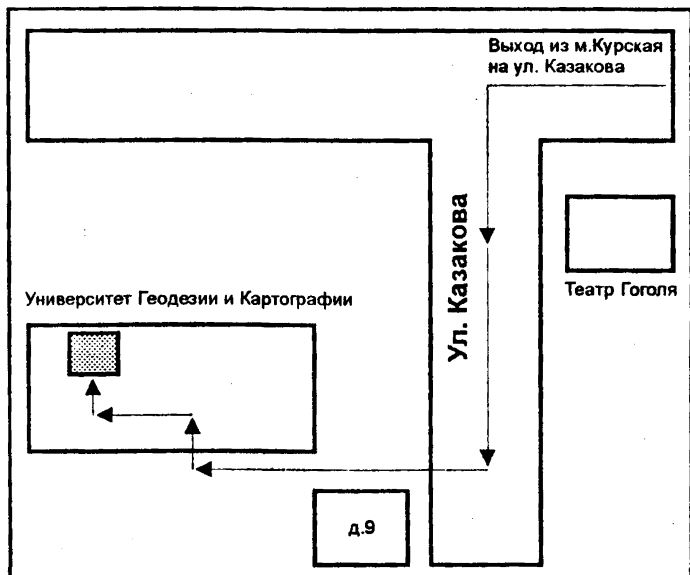 Выход из м.Курская
на ул. Казакова
Ул. Казакова
Театр Гоголя
Университет Геодезии и Картографии
д.9